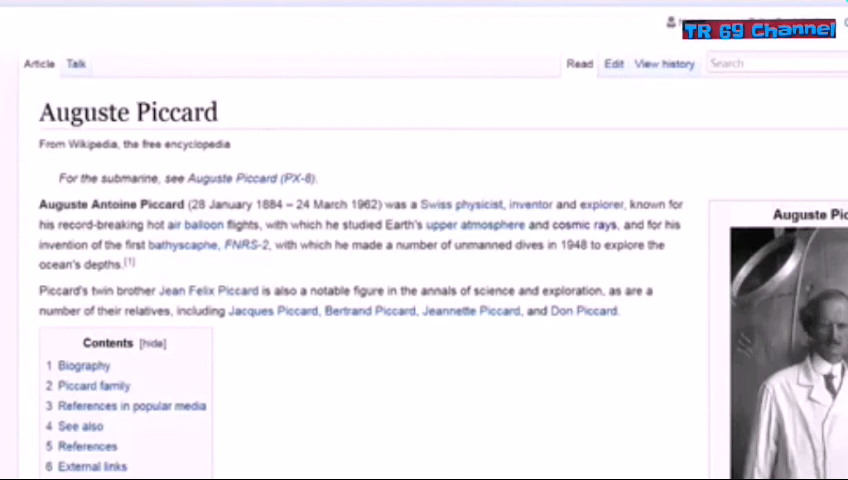 TR 69 Channel
Article Talk Read Edit View history Search
Auguste Piccard
From Wikipedia, the free encyclopedia
For the submarine, see Auguste Piccard (PX-8).
Auguste Antoine Piccard (28 January 1884 – 24 March 1962) was a Swiss physicist, inventor and explorer, known for
his record-breaking hot air balloon flights, with which he studied Earth's upper atmosphere and cosmic rays, and for his
invention of the first bathyscaphe, FNRS-2, with which he made a number of unmanned dives in 1948 to explore the
ocean's depths.[1]
Piccard's twin brother Jean Felix Piccard is also a notable figure in the annals of science and exploration, as are a
number of their relatives, including Jacques Piccard, Bertrand Piccard, Jeannette Piccard, and Don Piccard.
Contents [hide]
1 Biography
2 Piccard family
3 References in popular media
4 See also
5 References
6 External links
Auguste Pic